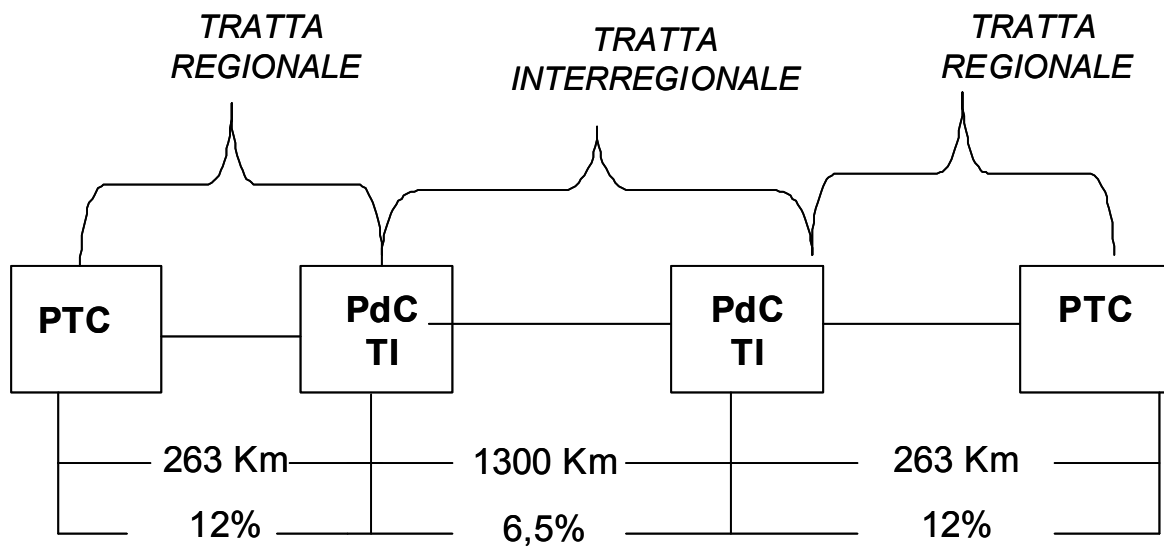 TRATTA
REGIONALE
TRATTA
INTERREGIONALE
TRATTA
REGIONALE
PTC
PdC
TI
PdC
TI
PTC
263 Km
1300 Km
263 Km
12%
6,5%
12%